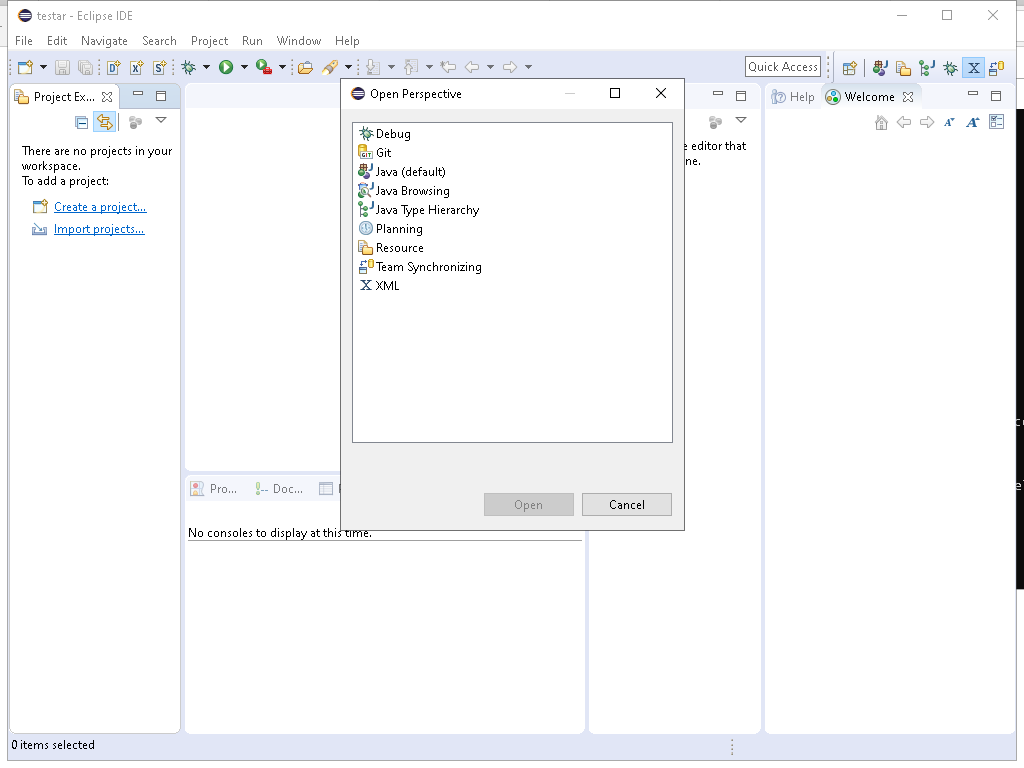 testar - Eclipse IDE
File Edit Navigate Search Project Run Window Help
Quick Access
Project Ex...
There are no projects in your
workspace.
To add a project:
Create a project...
Import projects...
Open Perspective
Debug
Git
Java (default)
Java Browsing
Java Type Hierarchy
Planning
Resource
Team Synchronizing
XML
Open Cancel
e editor that
ne.
Help Welcome
Pro... Doc...
No consoles to display at this time.
0 items selected